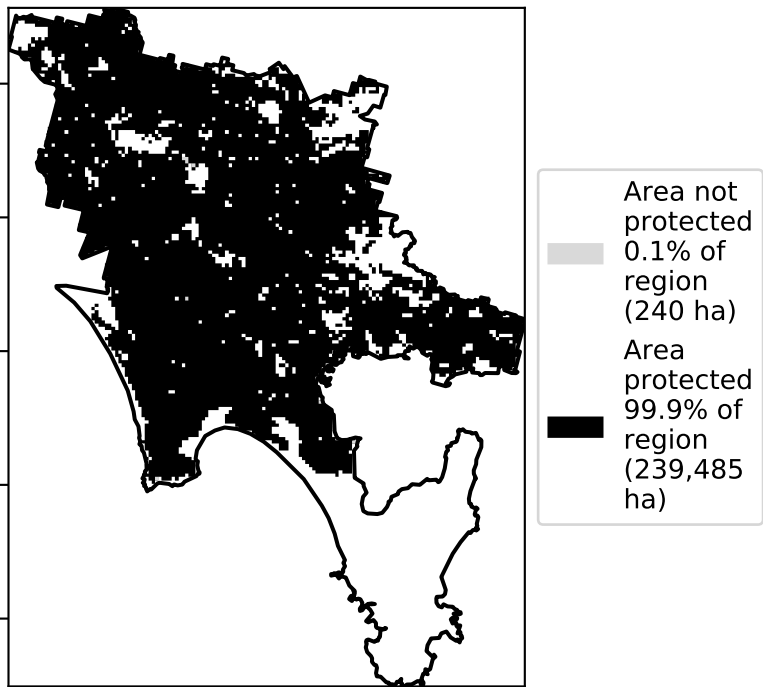 Area not
protected
0.1% of
region
(240 ha)
Area
protected
99.9% of
region
(239,485
ha)